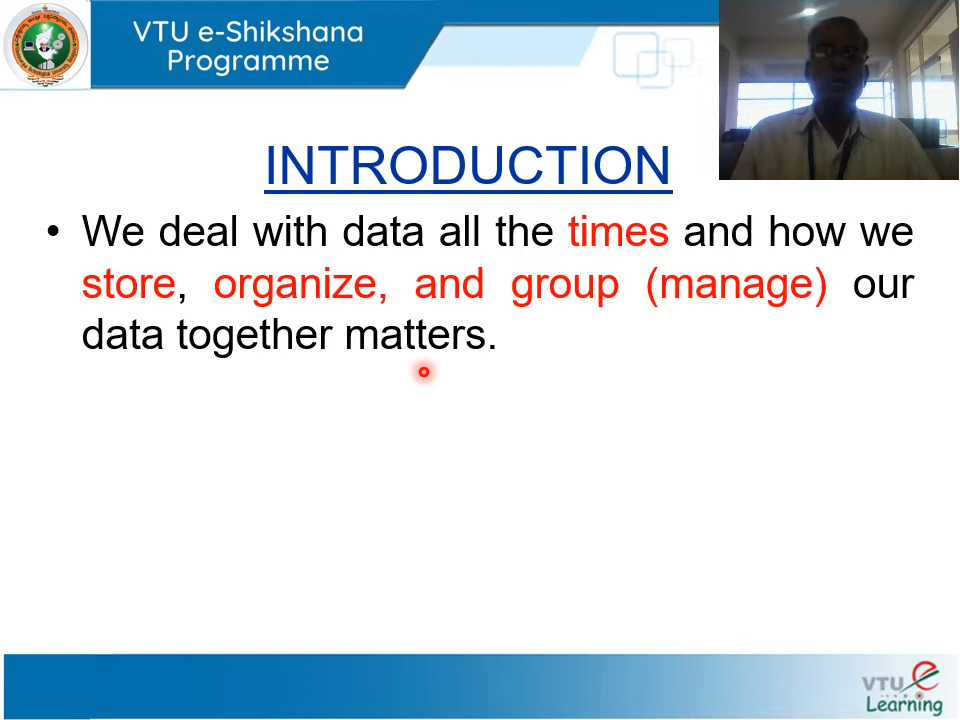 VTU e-Shikshana
Programme
INTRODUCTION
• We deal with data all the times and how we
store, organize, and group (manage) our
data together matters.
VTU e
Learning